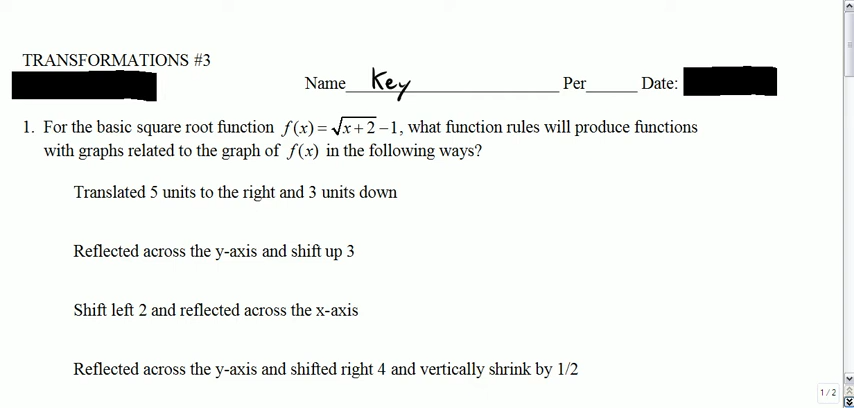 TRANSFORMATIONS #3
Name Key Per Date:
1. For the basic square root function f(x) = √x+2 −1, what function rules will produce functions
with graphs related to the graph of f(x) in the following ways?
Translated 5 units to the right and 3 units down
Reflected across the y-axis and shift up 3
Shift left 2 and reflected across the x-axis
Reflected across the y-axis and shifted right 4 and vertically shrink by 1/2
1 / 2